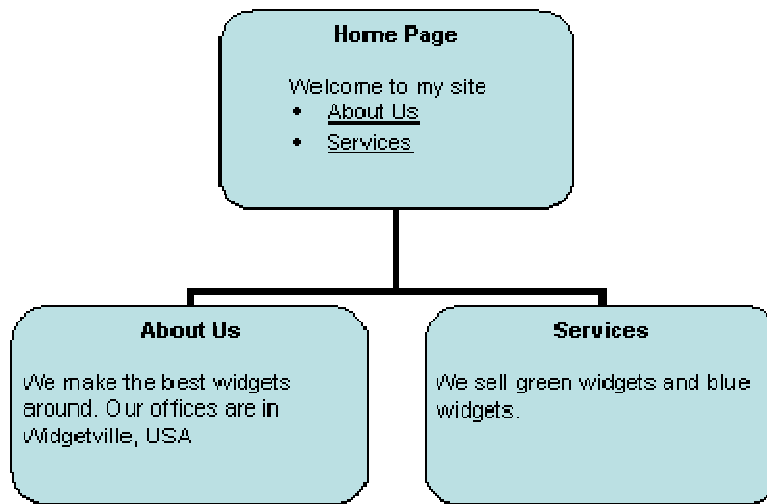 Home Page
Welcome to my site
• About Us
• Services
About Us
We make the best widgets
around. Our offices are in
Widgetville, USA
Services
We sell green widgets and blue
widgets.